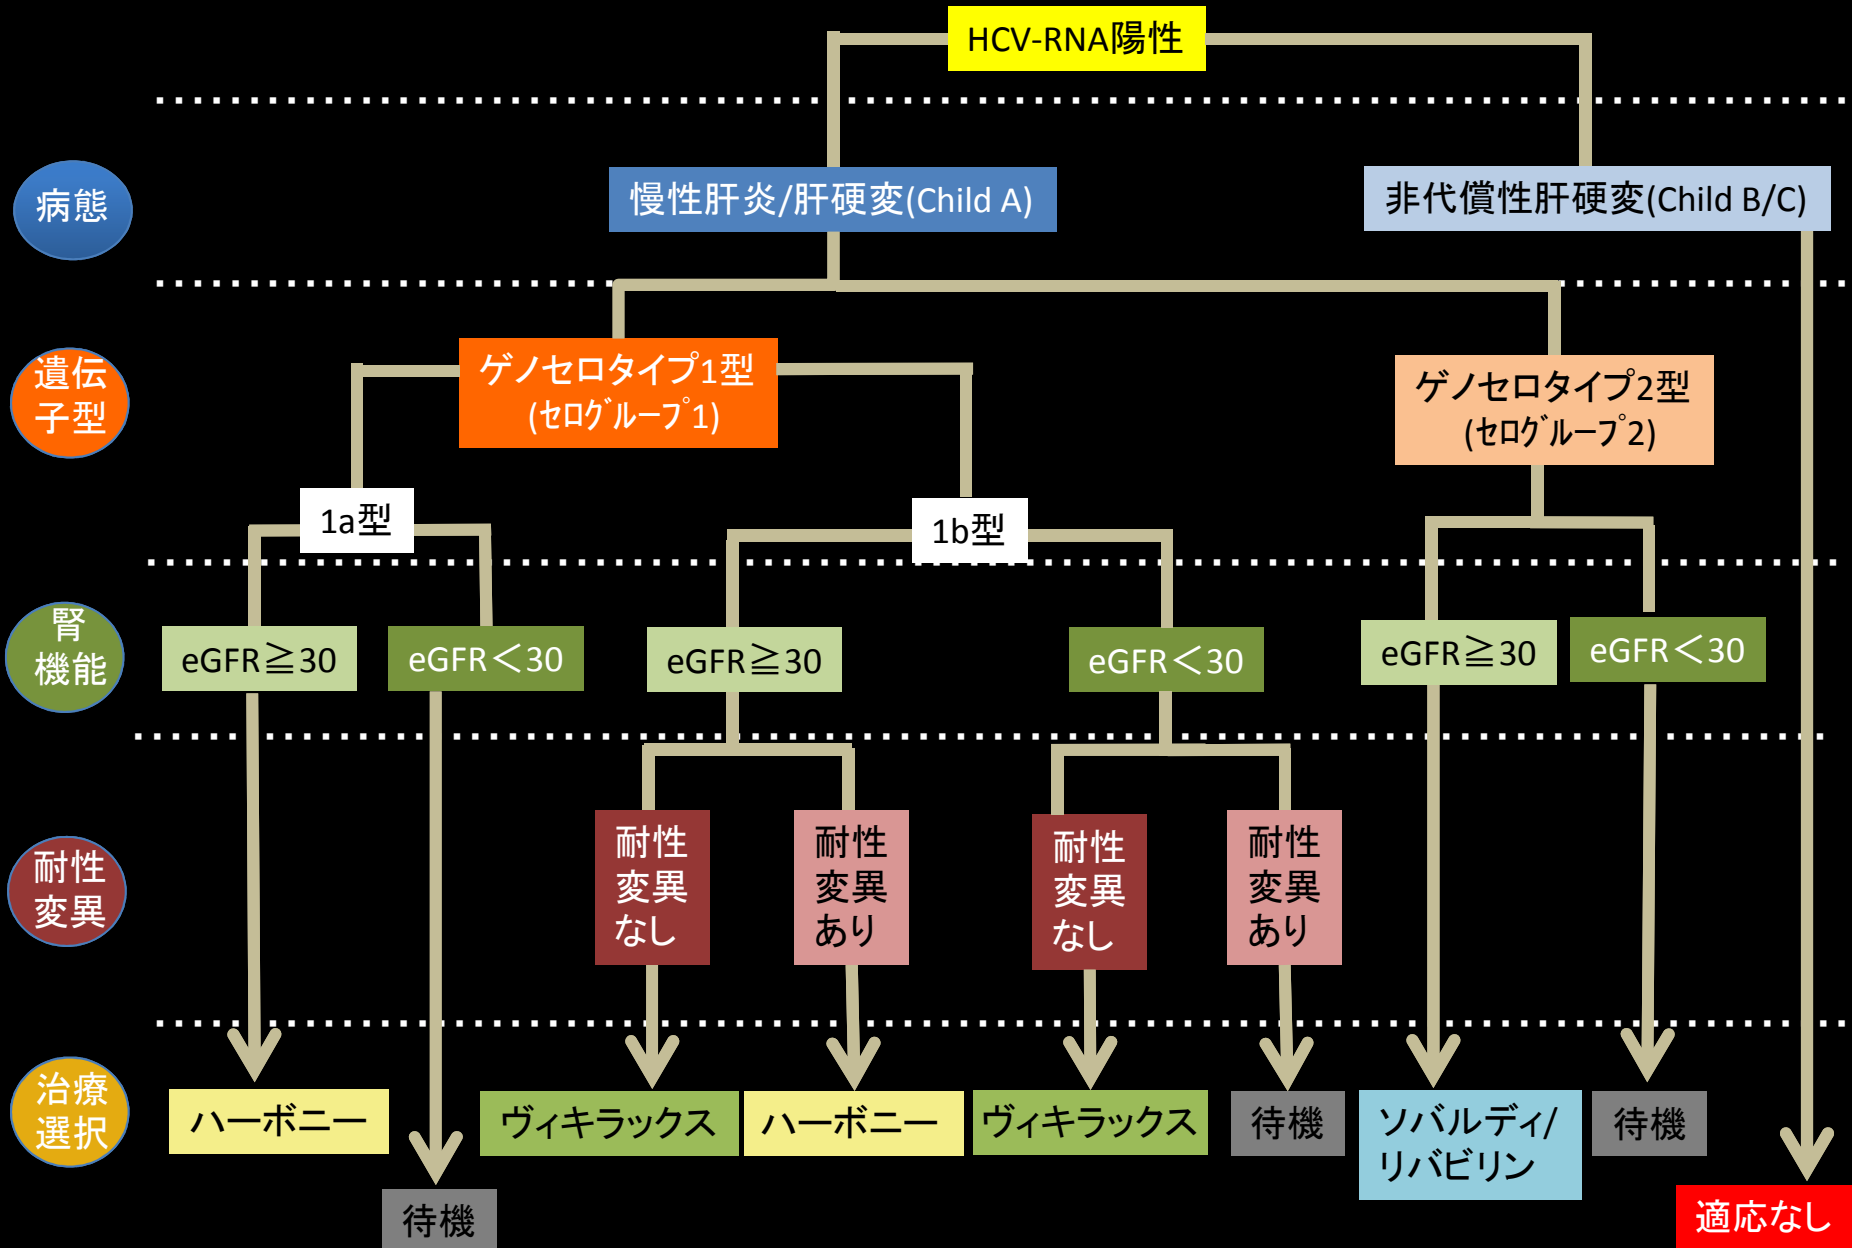 HCV-RNA陽性
病態
慢性肝炎/肝硬変(Child A)
非代償性肝硬変(Child B/C)
遺伝
子型
ゲノセロタイプ1型
(ｾﾛｸﾞﾙｰﾌﾟ1)
ゲノセロタイプ2型
(ｾﾛｸﾞﾙｰﾌﾟ2)
1a型
1b型
腎
機能
eGFR≧30
eGFR＜30
eGFR≧30
eGFR＜30
eGFR≧30
eGFR＜30
耐性
変異
耐性
変異
なし
耐性
変異
あり
耐性
変異
なし
耐性
変異
あり
治療
選択
ハーボニー
待機
ヴィキラックス
ハーボニー
ヴィキラックス
待機
ソバルディ/
リバビリン
待機
適応なし